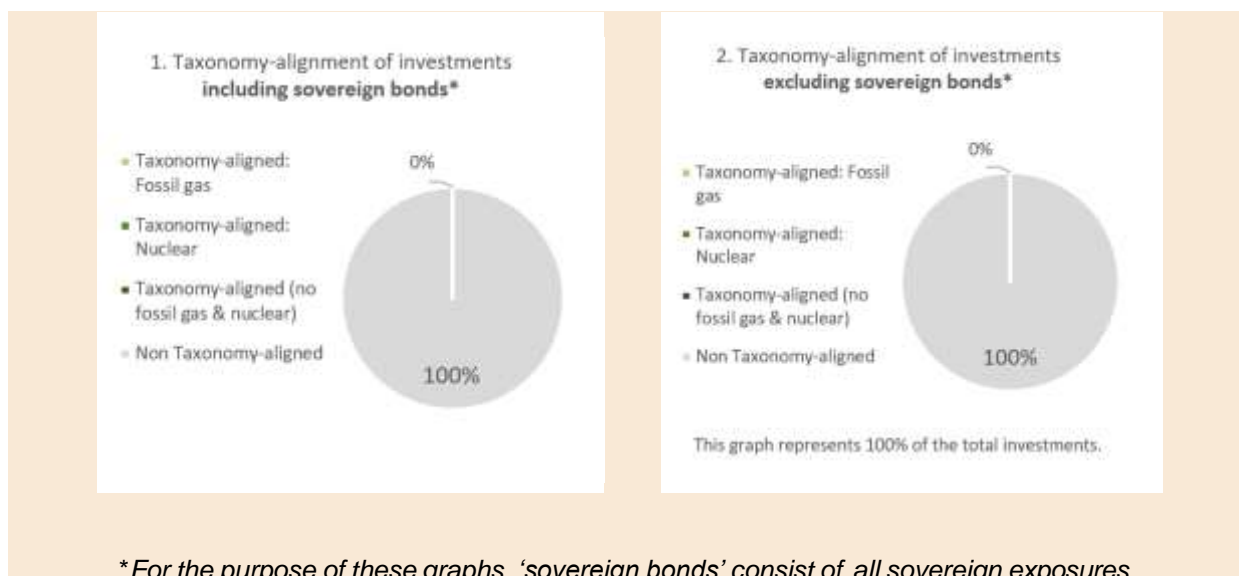 1. Taxonomy-alignment of investments
including sovereign bonds*
Taxonomy-aligned:
Fossil gas
Taxonomy-aligned:
Nuclear
Taxonomy-aligned (no
fossil gas & nuclear)
Non Taxonomy-aligned
0%
100%
2. Taxonomy-alignment of investments
excluding sovereign bonds*
Taxonomy-aligned: Fossil
gas
Taxonomy-aligned:
Nuclear
Taxonomy-aligned (no
fossil gas & nuclear)
Non Taxonomy-aligned
0%
100%
This graph represents 100% of the total investments.
*For the purpose of these graphs, ‘sovereign bonds’ consist of all sovereign exposures